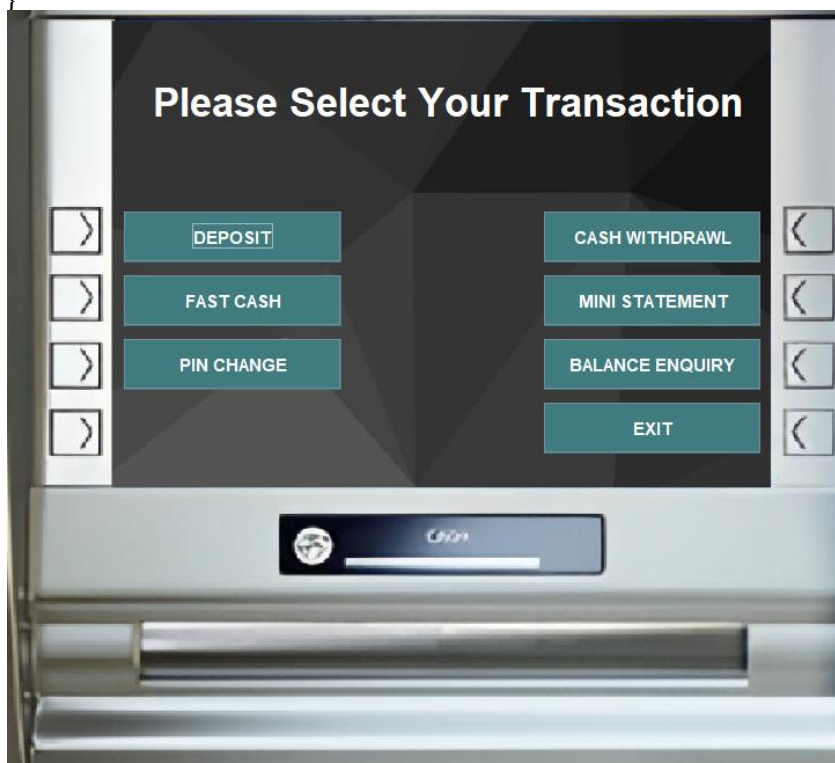 }
Please Select Your Transaction
DEPOSIT
CASH WITHDRAWL
FAST CASH
MINI STATEMENT
PIN CHANGE
BALANCE ENQUIRY
EXIT